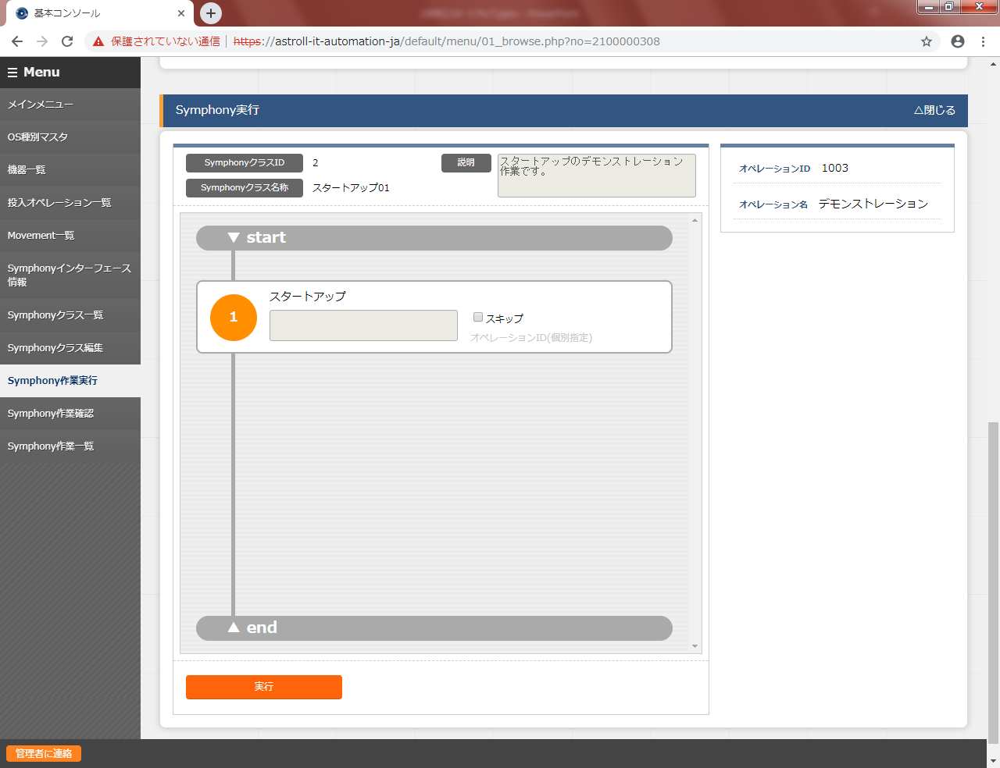 基本コンソール
保護されていない通信
https://astroll-it-automation-ja/default/menu/01_browse.php?no=2100000308
Menu
メインメニュー
OS種別マスタ
機器一覧
投入オペレーション一覧
Movement一覧
Symphonyインターフェース
情報
Symphonyクラス一覧
Symphonyクラス編集
Symphony作業実行
Symphony作業確認
Symphony作業一覧
Symphony実行
△閉じる
SymphonyクラスID
2
説明
スタートアップのデモンストレーション
作業です。
Symphonyクラス名称
スタートアップ01
オペレーションID 1003
オペレーション名 デモンストレーション
▼ start
1
スタートアップ
スキップ
オペレーションID(個別指定)
▲ end
実行
管理者に連絡